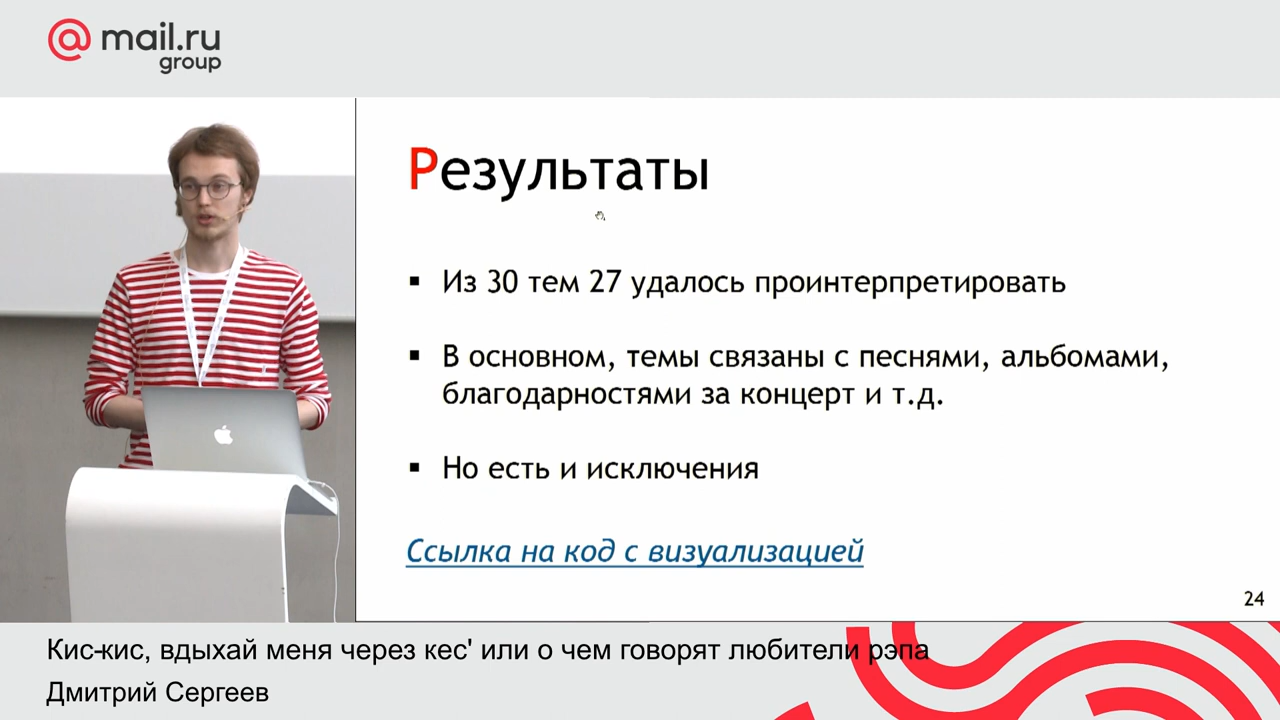 @mail.ru
group
Результаты
▪ Из 30 тем 27 удалось проинтерпретировать
▪ В основном, темы связаны с песнями, альбомами,
благодарностями за концерт и т.д.
▪ Но есть и исключения
Ссылка на код с визуализацией
24
Кис-кис, вдыхай меня через кес' или о чем говорят любители рэпа
Дмитрий Сергеев